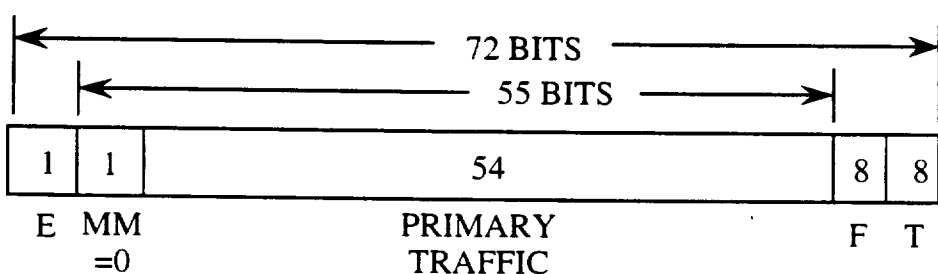 72 BITS
55 BITS
1 1 54 8 8
E MM PRIMARY F T
=0 TRAFFIC